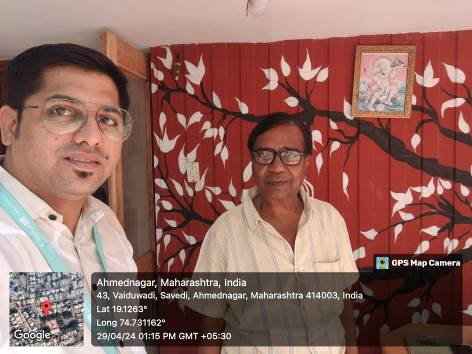 GPS Map Camera
Ahmednagar, Maharashtra, India
43, Vaiduwadi, Savedi, Ahmednagar, Maharashtra 414003, India
Lat 19.1263°
Long 74.731162°
29/04/24 01:15 PM GMT +05:30
Google